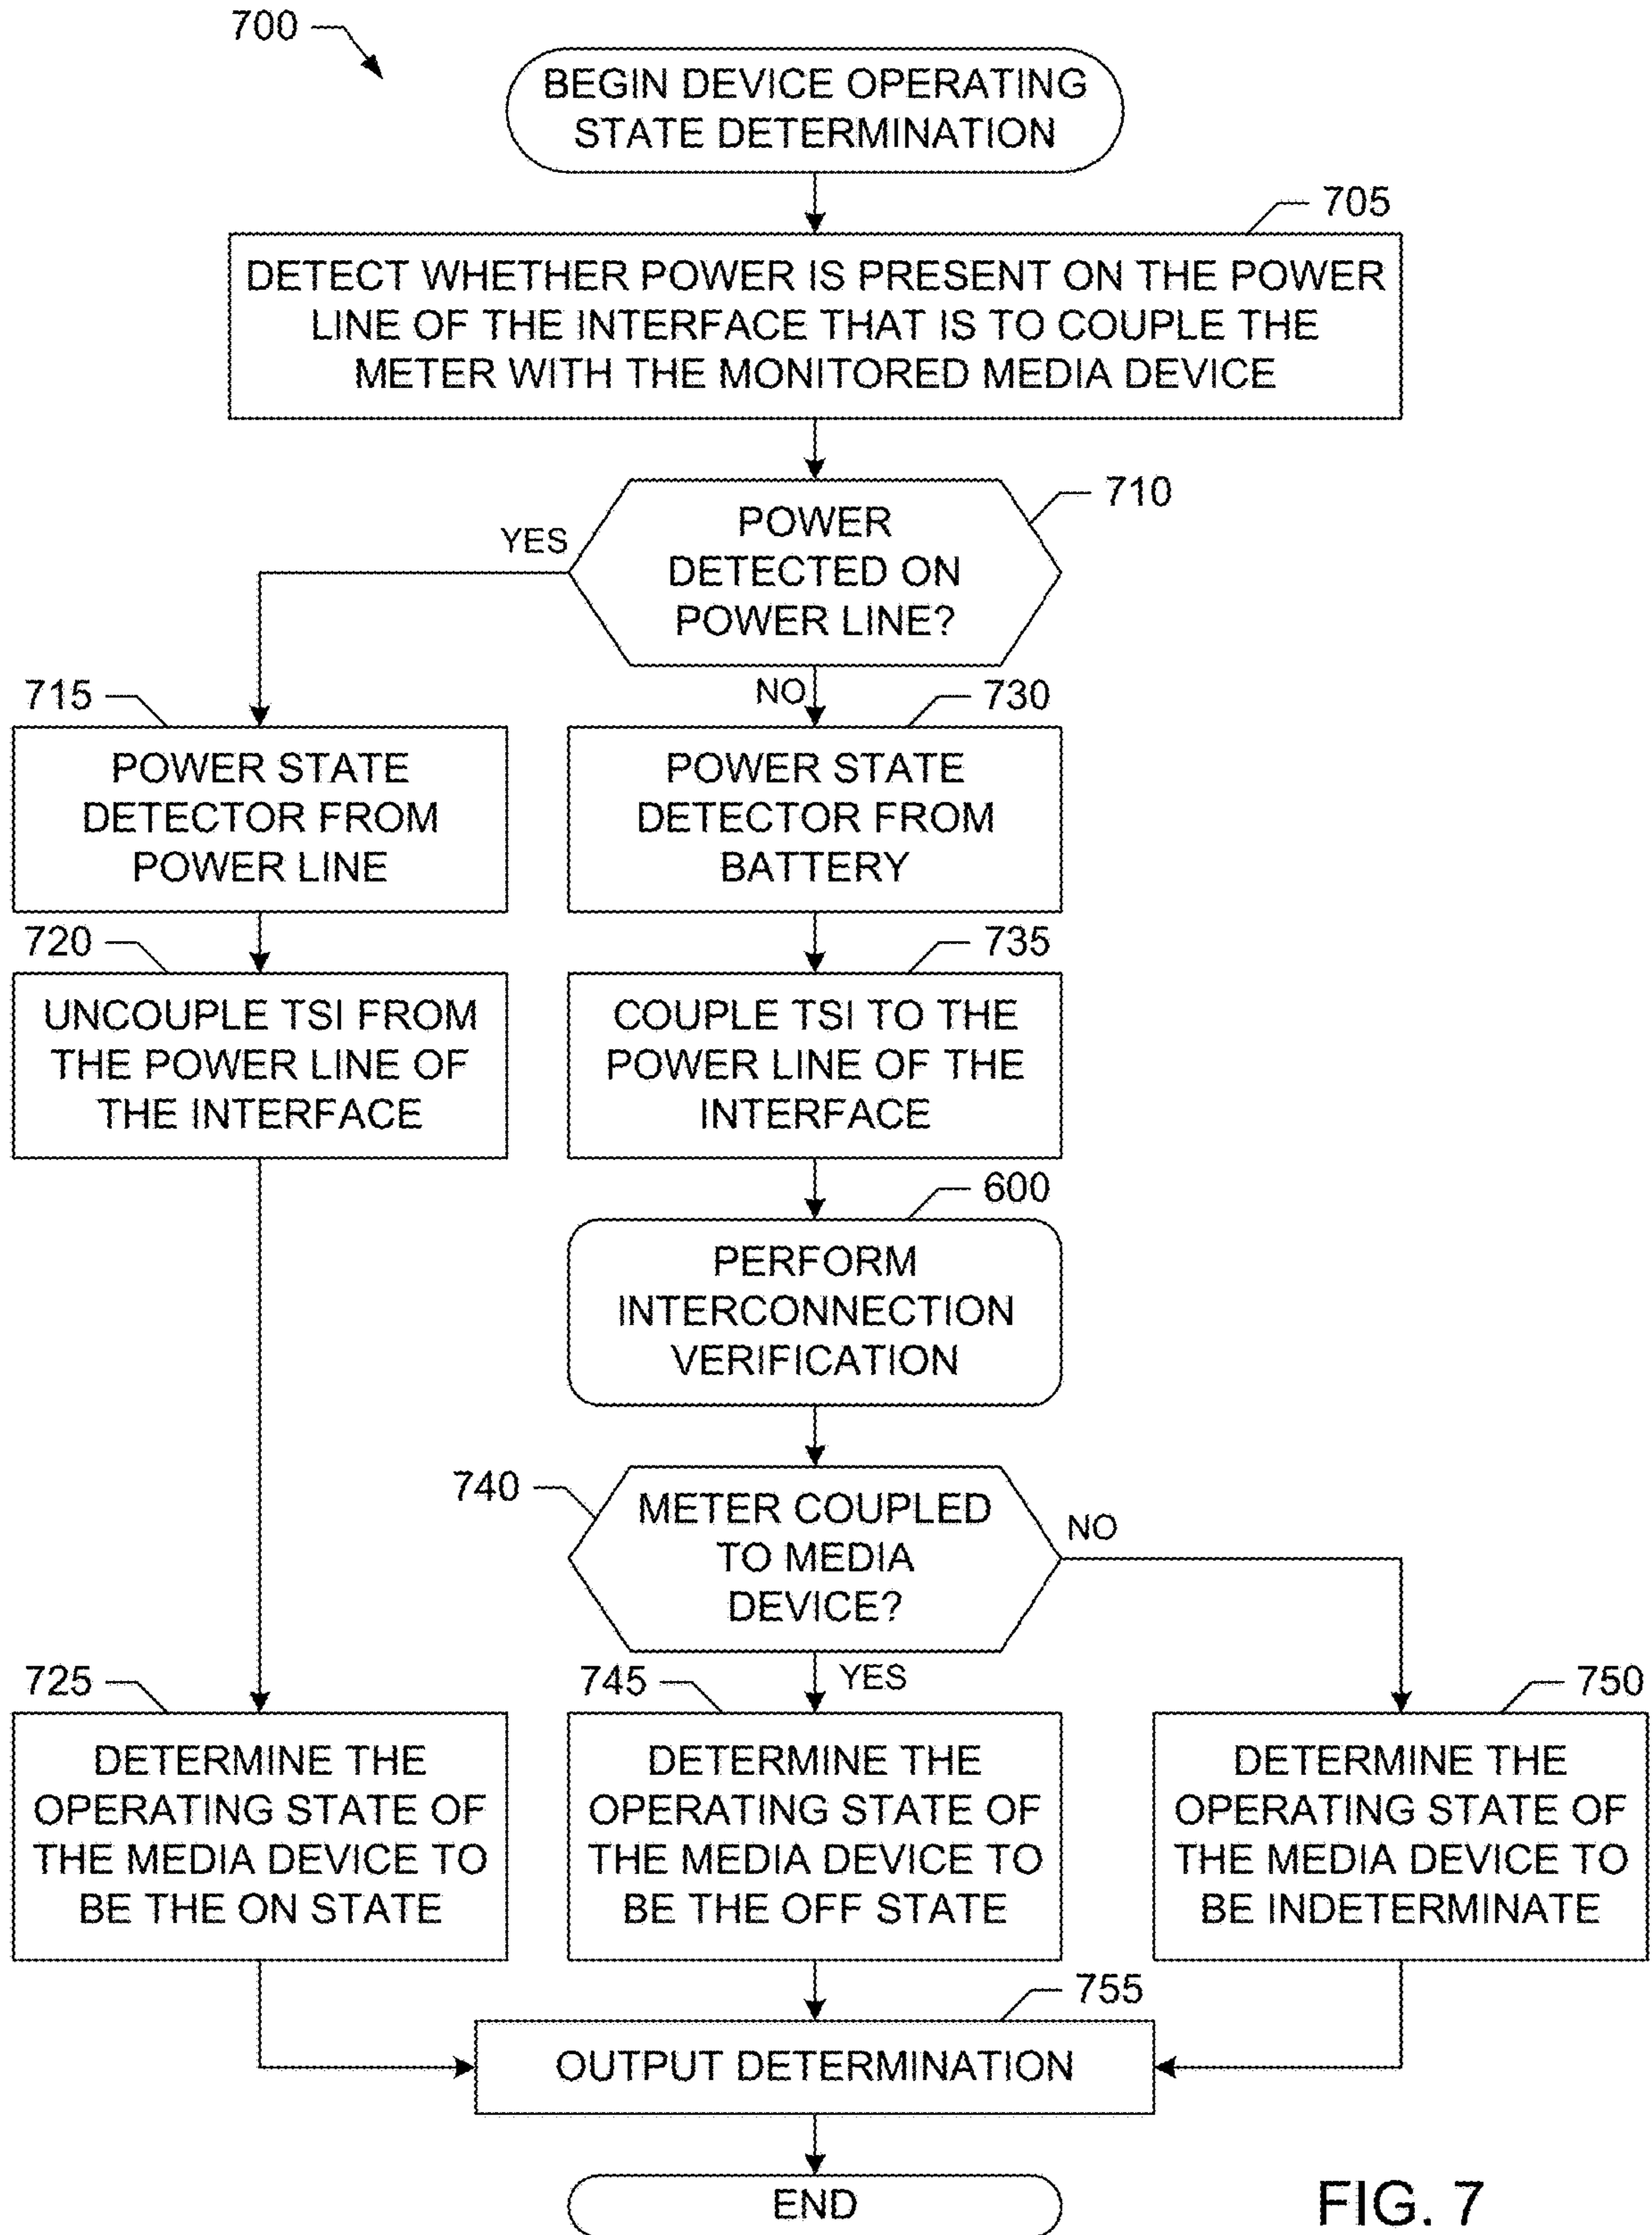 700
BEGIN DEVICE OPERATING
STATE DETERMINATION
705
DETECT WHETHER POWER IS PRESENT ON THE POWER
LINE OF THE INTERFACE THAT IS TO COUPLE THE
METER WITH THE MONITORED MEDIA DEVICE
710
POWER
DETECTED ON
POWER LINE?
YES
NO
715
POWER STATE
DETECTOR FROM
POWER LINE
730
POWER STATE
DETECTOR FROM
BATTERY
720
UNCOUPLE TSI FROM
THE POWER LINE OF
THE INTERFACE
735
COUPLE TSI TO THE
POWER LINE OF THE
INTERFACE
600
PERFORM
INTERCONNECTION
VERIFICATION
740
METER COUPLED
TO MEDIA
DEVICE?
NO
YES
725
DETERMINE THE
OPERATING STATE OF
THE MEDIA DEVICE TO
BE THE ON STATE
745
DETERMINE THE
OPERATING STATE OF
THE MEDIA DEVICE TO
BE THE OFF STATE
750
DETERMINE THE
OPERATING STATE OF
THE MEDIA DEVICE TO
BE INDETERMINATE
755
OUTPUT DETERMINATION
END
FIG. 7